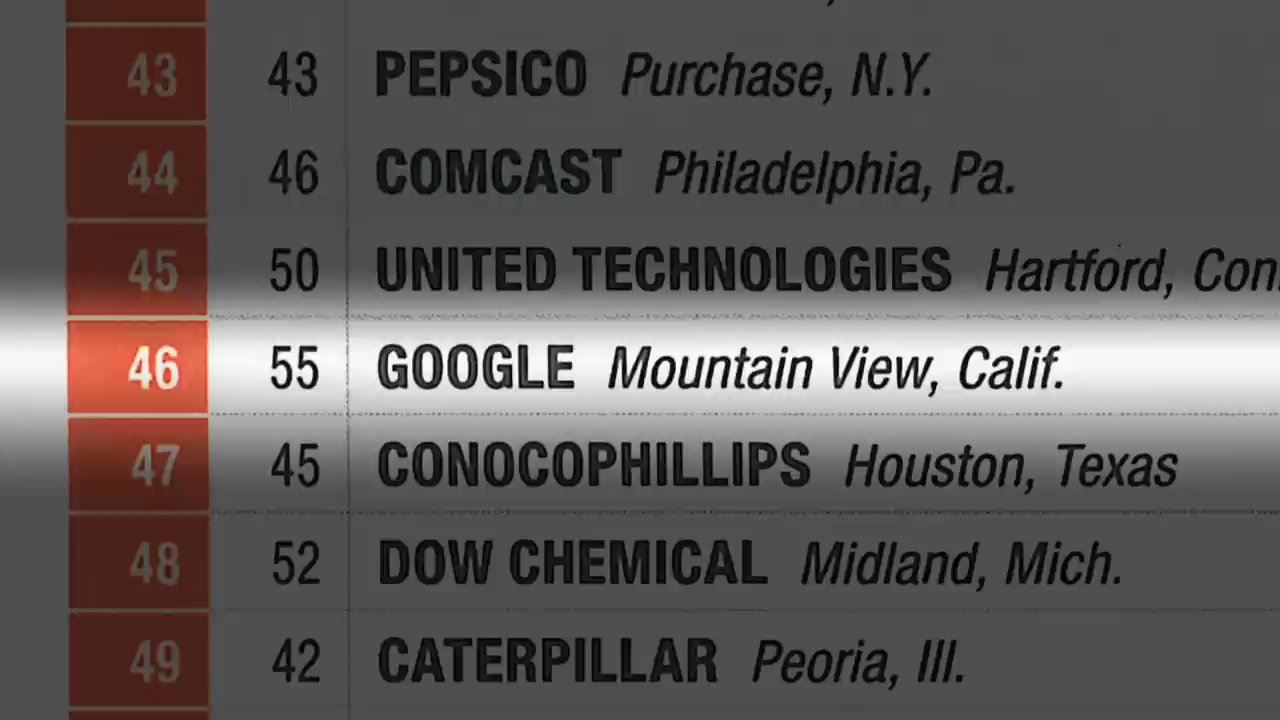 43 43 PEPSICO Purchase, N.Y.
44 46 COMCAST Philadelphia, Pa.
45 50 UNITED TECHNOLOGIES Hartford, Con
46 55 GOOGLE Mountain View, Calif.
47 45 CONOCOPHILLIPS Houston, Texas
48 52 DOW CHEMICAL Midland, Mich.
49 42 CATERPILLAR Peoria, Ill.